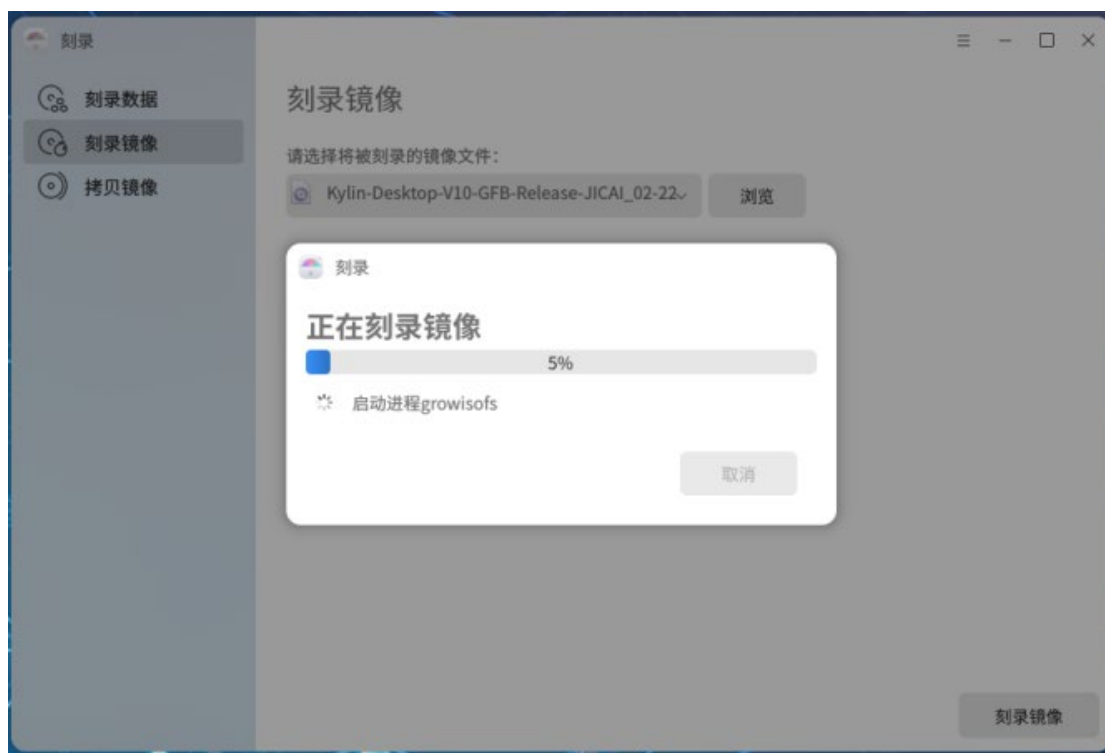 刻录
刻录数据
刻录镜像
拷贝镜像
刻录镜像
请选择将被刻录的镜像文件：
Kylin-Desktop-V10-GFB-Release-JICAI_02-22
浏览
刻录
正在刻录镜像
5%
启动进程growisofs
取消
刻录镜像